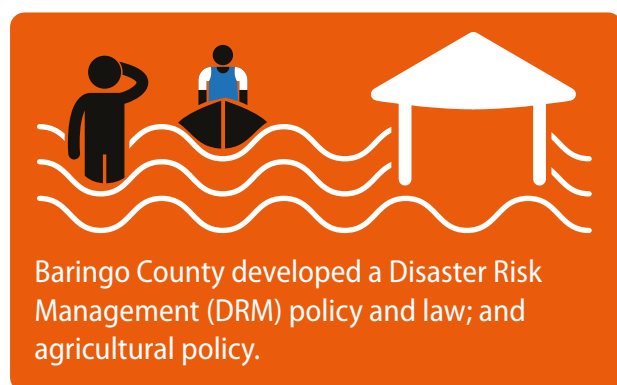 Baringo County developed a Disaster Risk
Management (DRM) policy and law; and
agricultural policy.